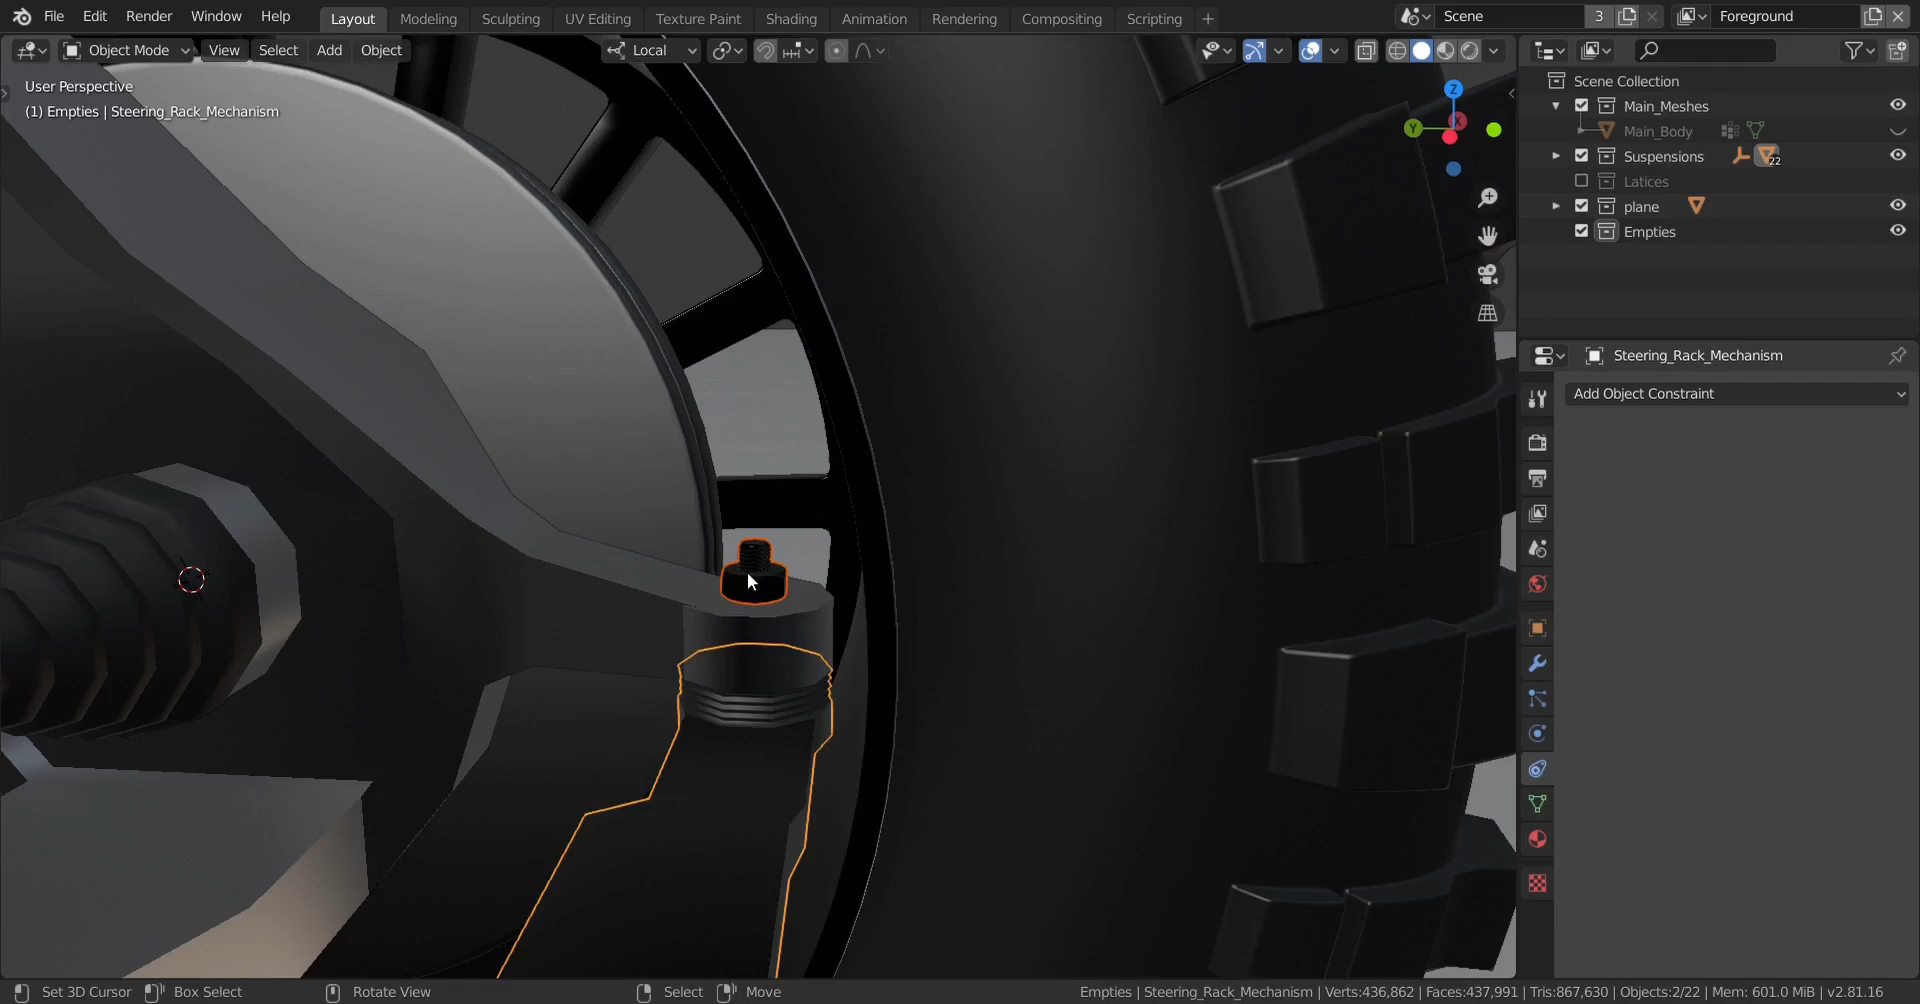 File Edit Render Window Help Layout Modeling Sculpting UV Editing Texture Paint Shading Animation Rendering Compositing Scripting + Scene 3 Foreground
Object Mode View Select Add Object Local
User Perspective
(1) Empties | Steering_Rack_Mechanism
Z
X
Y
Scene Collection
Main_Meshes
Main_Body
Suspensions 22
Latices
plane
Empties
Steering_Rack_Mechanism
Add Object Constraint
Set 3D Cursor Box Select Rotate View Select Move Empties | Steering_Rack_Mechanism | Verts:436,862 | Faces:437,991 | Tris:867,630 | Objects:2/22 | Mem: 601.0 MiB | v2.81.16